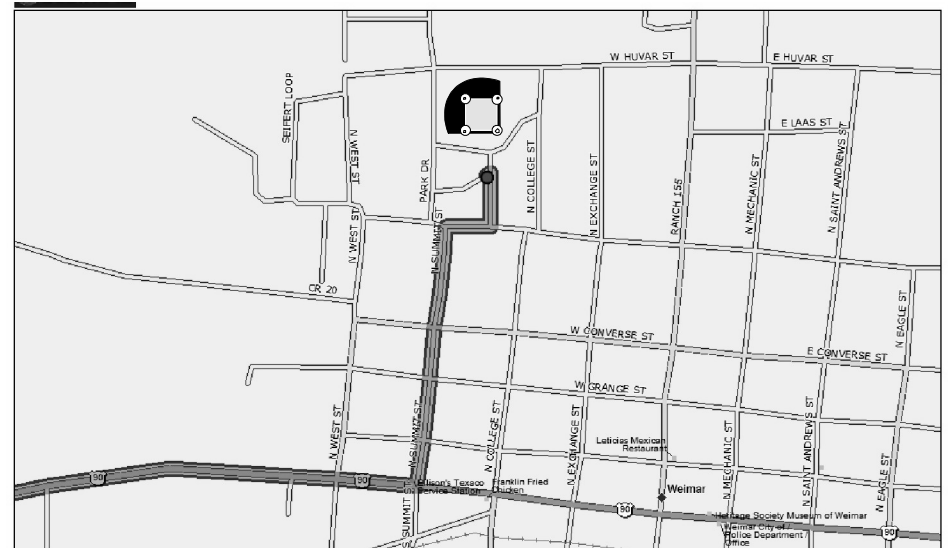 W HUVAR ST
E HUVAR ST
SEIFERT LOOP
N WEST ST
E LAAS ST
PARK DR
N COLLEGE ST
N EXCHANGE ST
RANCH 155
N MECHANIC ST
N SAINT ANDREWS ST
N WEST ST
N SUMMIT ST
CR 20
N EAGLE ST
W CONVERSE ST
E CONVERSE ST
W GRANGE ST
N WEST ST
N SUMMIT ST
N COLLEGE ST
N EXCHANGE ST
Leticias Mexican
Restaurant
N MECHANIC ST
N SAINT ANDREWS ST
N EAGLE ST
90
90
Texaco
Service Station
Franklin Fried
Chicken
Weimar
90
Heritage Society Museum of Weimar
Weimar City of /
Police Department /
Office
90
S SUMMIT ST